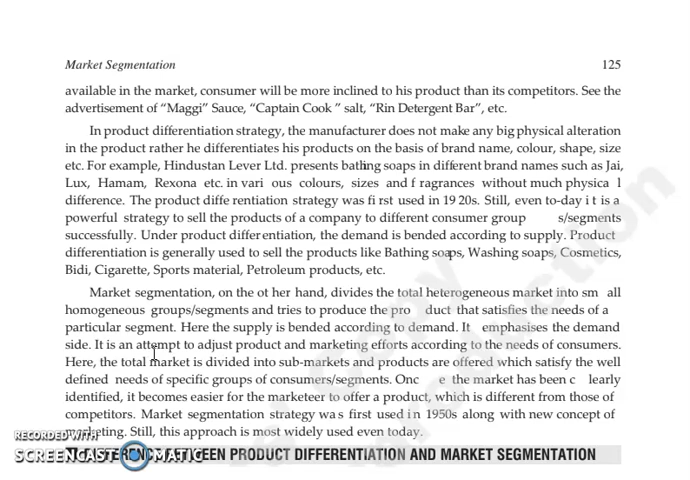 Market Segmentation 125
available in the market, consumer will be more inclined to his product than its competitors. See the
advertisement of “Maggi” Sauce, “Captain Cook ” salt, “Rin Detergent Bar”, etc.
In product differentiation strategy, the manufacturer does not make any big physical alteration
in the product rather he differentiates his products on the basis of brand name, colour, shape, size
etc. For example, Hindustan Lever Ltd. presents bathing soaps in different brand names such as Jai,
Lux, Hamam, Rexona etc. in vari ous colours, sizes and f ragrances without much physica l
difference. The product diffe rentiation strategy was fi rst used in 19 20s. Still, even to-day i t is a
powerful strategy to sell the products of a company to different consumer group s/segments
successfully. Under product differentiation, the demand is bended according to supply. Product
differentiation is generally used to sell the products like Bathing soaps, Washing soaps, Cosmetics,
Bidi, Cigarette, Sports material, Petroleum products, etc.
Market segmentation, on the ot her hand, divides the total heterogeneous market into sm all
homogeneous groups/segments and tries to produce the pro duct that satisfies the needs of a
particular segment. Here the supply is bended according to demand. It emphasises the demand
side. It is an attempt to adjust product and marketing efforts according to the needs of consumers.
Here, the total market is divided into sub-markets and products are offered which satisfy the well
defined needs of specific groups of consumers/segments. Onc e the market has been c learly
identified, it becomes easier for the marketeer to offer a product, which is different from those of
competitors. Market segmentation strategy wa s first used i n 1950s along with new concept of
marketing. Still, this approach is most widely used even today.
RECORDED WITH
SCREENCAST MATIC
PRODUCT DIFFERENTIATION AND MARKET SEGMENTATION